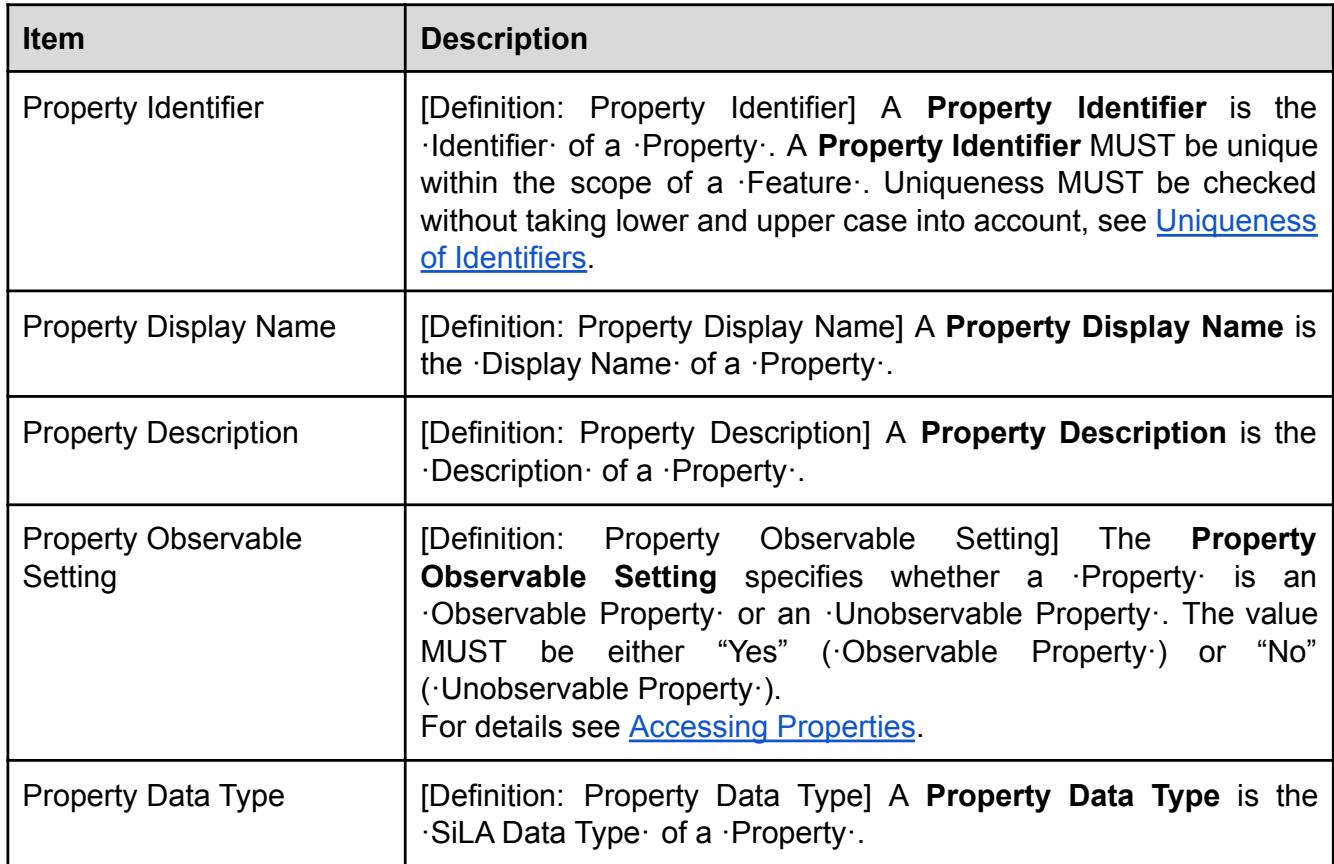 Item
Description
Property Identifier
[Definition: Property Identifier] A Property Identifier is the
·Identifier· of a ·Property·. A Property Identifier MUST be unique
within the scope of a ·Feature·. Uniqueness MUST be checked
without taking lower and upper case into account, see Uniqueness
of Identifiers.
Property Display Name
[Definition: Property Display Name] A Property Display Name is
the ·Display Name· of a ·Property·.
Property Description
[Definition: Property Description] A Property Description is the
·Description· of a ·Property·.
Property Observable
Setting
[Definition: Property Observable Setting] The Property
Observable Setting specifies whether a ·Property· is an
·Observable Property· or an ·Unobservable Property·. The value
MUST be either “Yes” (·Observable Property·) or “No”
(·Unobservable Property·).
For details see Accessing Properties.
Property Data Type
[Definition: Property Data Type] A Property Data Type is the
·SiLA Data Type· of a ·Property·.